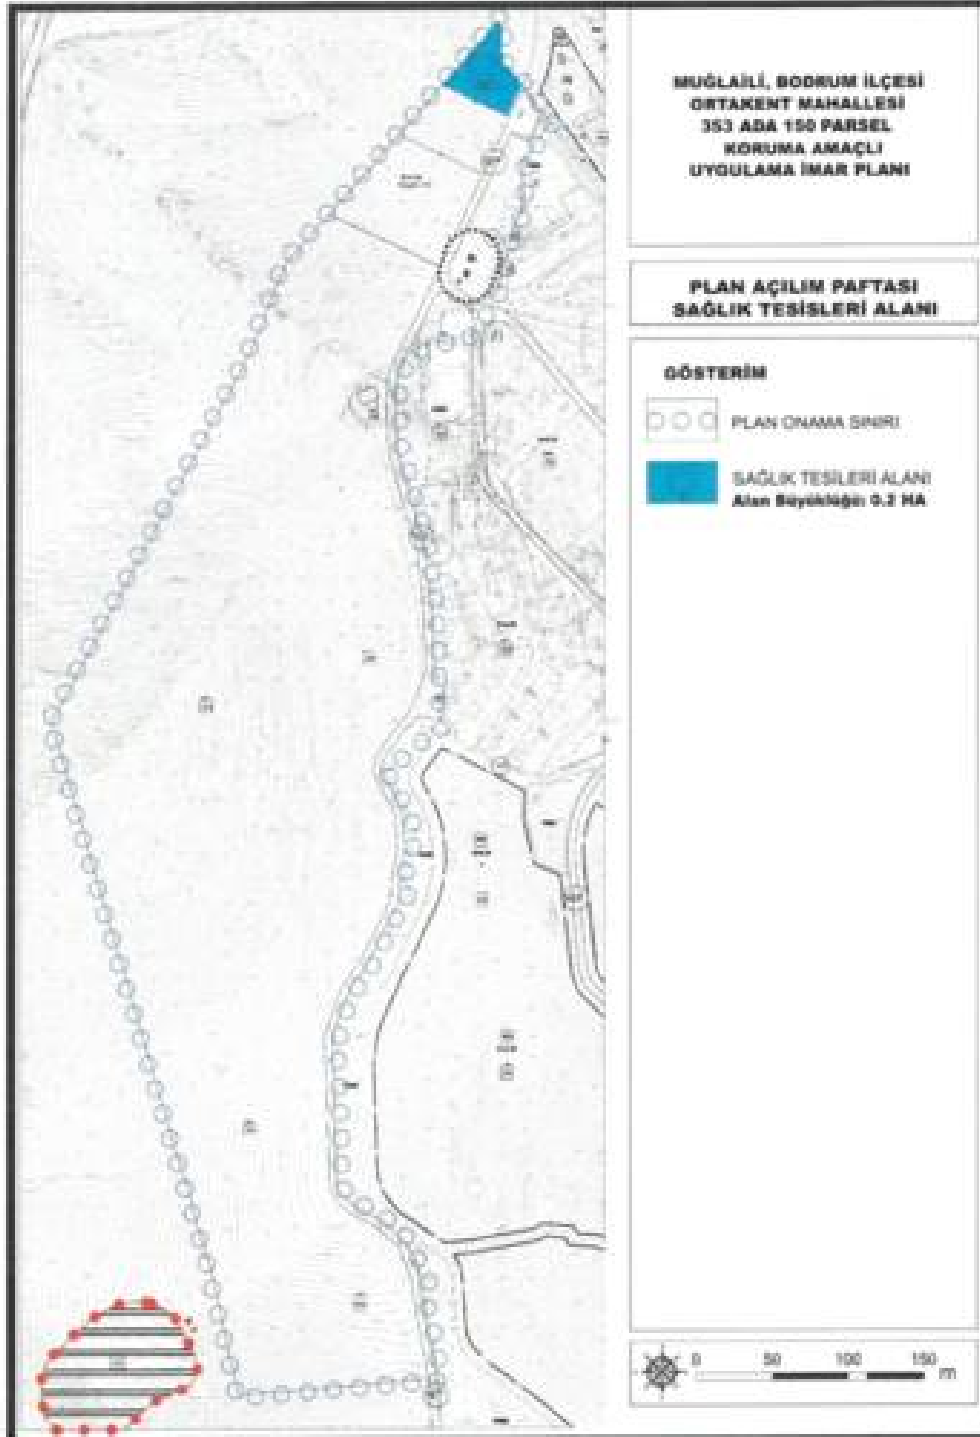 MUĞLAİLİ, BODRUM İLÇESİ
ORTAKENT MAHALLESİ
353 ADA 150 PARSEL
KORUMA AMAÇLI
UYGULAMA İMAR PLANI
PLAN AÇILIM PAFTASI
SAĞLIK TESİSLERİ ALANI
GÖSTERİM
PLAN ONAMA SINIRI
SAĞLIK TESİLERİ ALANI
Alan Büyüklüğü: 0.2 HA
0 50 100 150
m